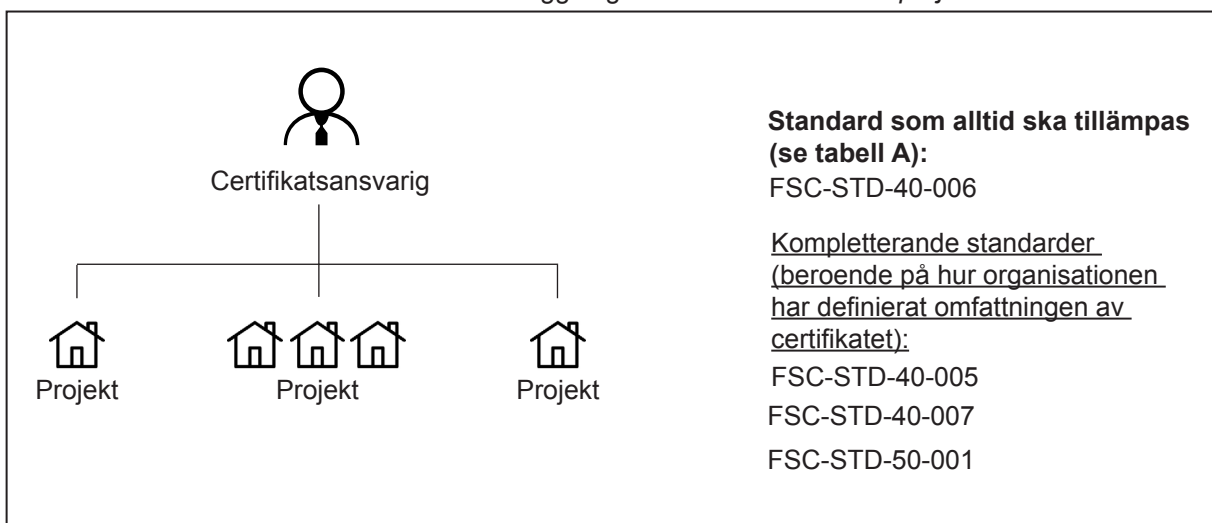 Certifikatsansvarig
Projekt
Projekt
Projekt
Standard som alltid ska tillämpas
(se tabell A):
FSC-STD-40-006
Kompletterande standarder
(beroende på hur organisationen
har definierat omfattningen av
certifikatet):
FSC-STD-40-005
FSC-STD-40-007
FSC-STD-50-001